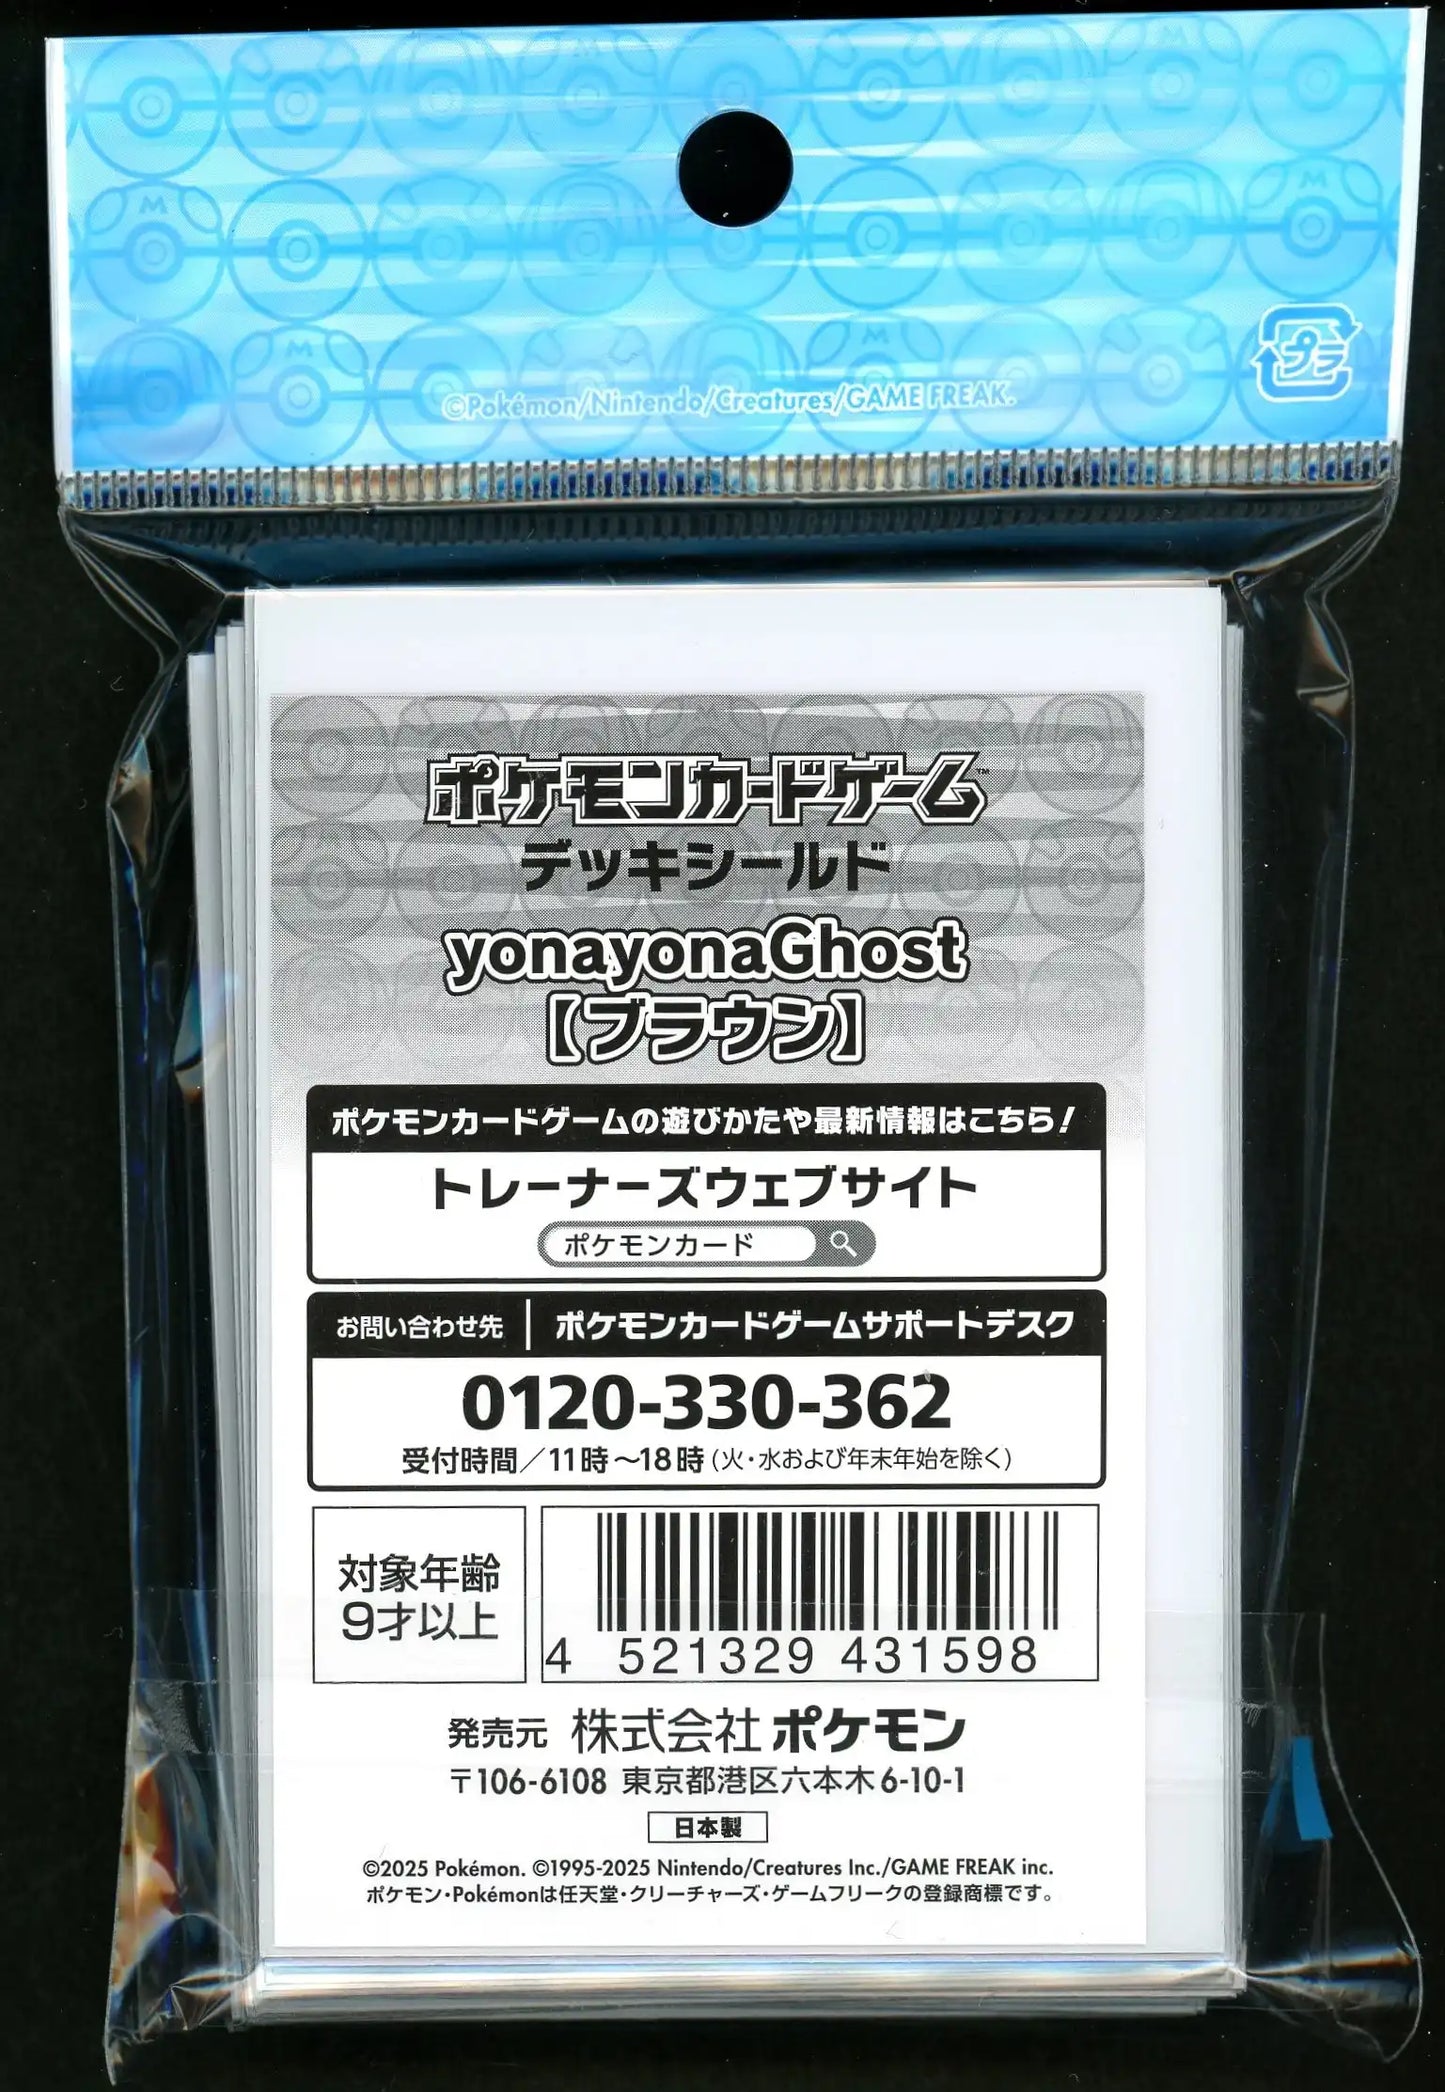 ©Pokémon/Nintendo/Creatures/GAME FREAK.
プラ
ポケモンカードゲーム™
デッキシールド
yonayonaGhost
【ブラウン】
ポケモンカードゲームの遊びかたや最新情報はこちら!
トレーナーズウェブサイト
ポケモンカード
お問い合わせ先 ポケモンカードゲームサポートデスク
0120-330-362
受付時間／11時～18時(火・水および年末年始を除く)
対象年齢
9才以上
4 521329 431598
発売元 株式会社ポケモン
〒106-6108 東京都港区六本木6-10-1
日本製
©2025 Pokémon. ©1995-2025 Nintendo/Creatures Inc./GAME FREAK inc.
ポケモン・Pokémonは任天堂・クリーチャーズ・ゲームフリークの登録商標です。